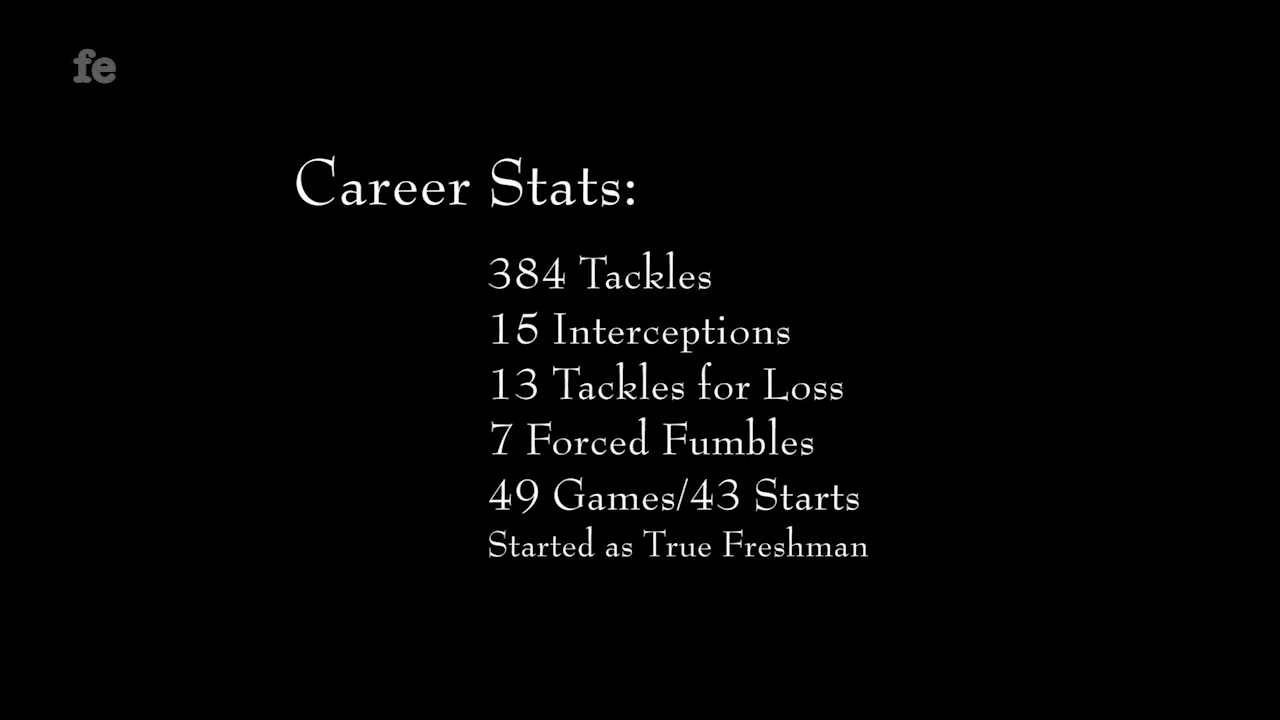 fe
Career Stats:
384 Tackles
15 Interceptions
13 Tackles for Loss
7 Forced Fumbles
49 Games/43 Starts
Started as True Freshman